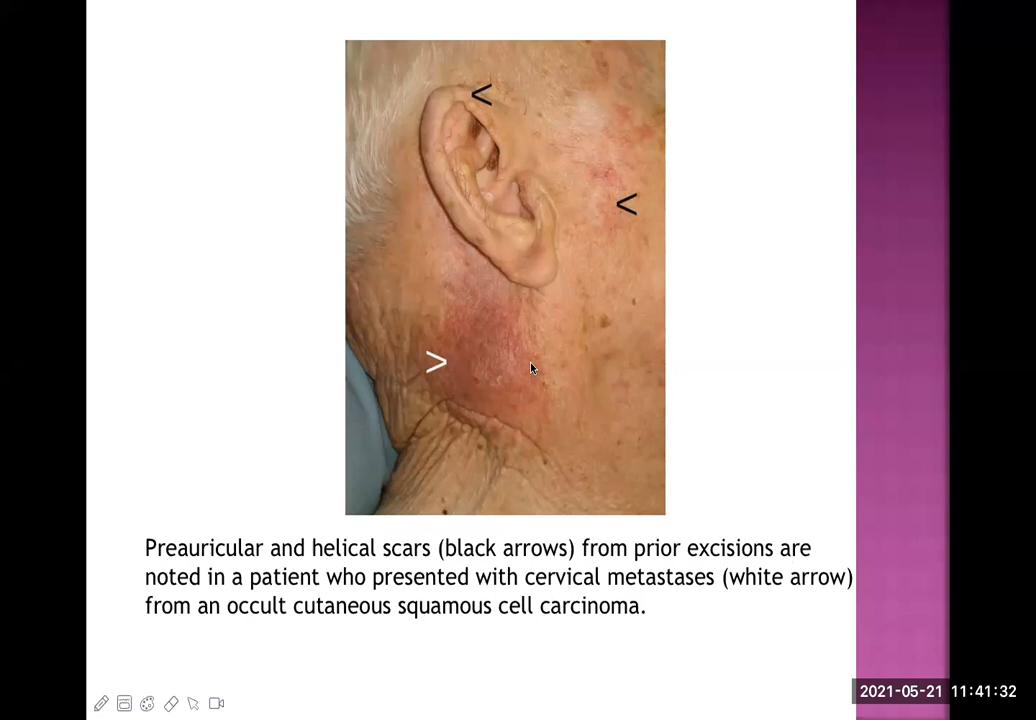 <
<
>
Preauricular and helical scars (black arrows) from prior excisions are
noted in a patient who presented with cervical metastases (white arrow)
from an occult cutaneous squamous cell carcinoma.
2021-05-21 11:41:32